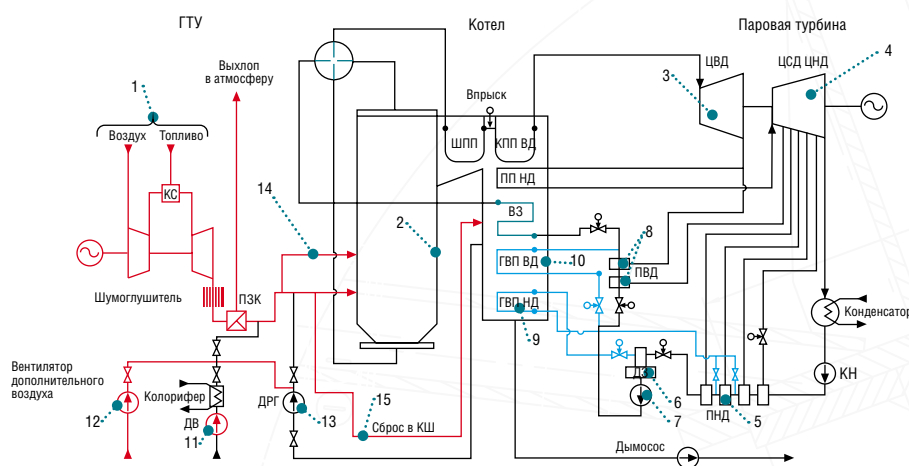 ГТУ
Котел
Паровая турбина
Выхлоп
в атмосферу
1
Воздух
Топливо
КС
14
Шумоглушитель
ПЗК
Впрыск
ШПП
КПП ВД
ЦВД
3
ЦСД ЦНД
4
ПП НД
2
ВЗ
8
ГВП ВД
10
ПВД
ГВП НД
9
Конденсатор
Вентилятор
дополнительного
воздуха
12
Колорифер
ДВ
11
ДРГ
13
15
Сброс в КШ
ДЗ
6
7
ПНД
5
КН
Дымосос